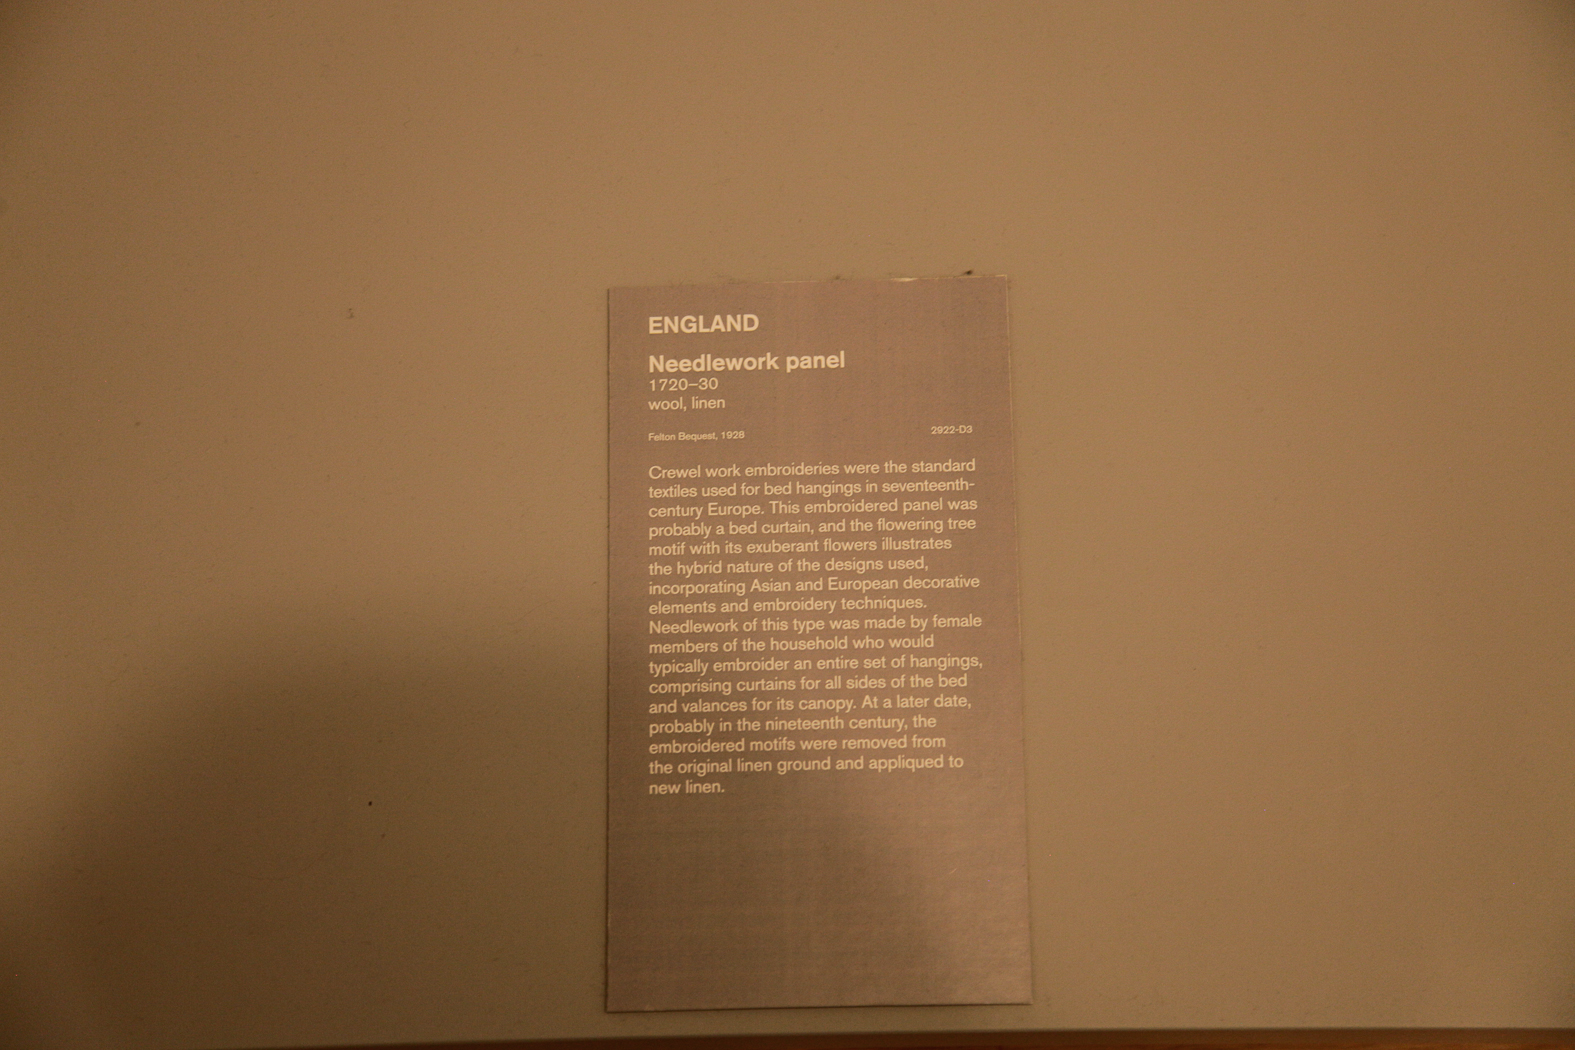 ENGLAND
Needlework panel
1720–30
wool, linen
Felton Bequest, 1928 2922-D3
Crewel work embroideries were the standard
textiles used for bed hangings in seventeenth-
century Europe. This embroidered panel was
probably a bed curtain, and the flowering tree
motif with its exuberant flowers illustrates
the hybrid nature of the designs used,
incorporating Asian and European decorative
elements and embroidery techniques.
Needlework of this type was made by female
members of the household who would
typically embroider an entire set of hangings,
comprising curtains for all sides of the bed
and valances for its canopy. At a later date,
probably in the nineteenth century, the
embroidered motifs were removed from
the original linen ground and appliqued to
new linen.